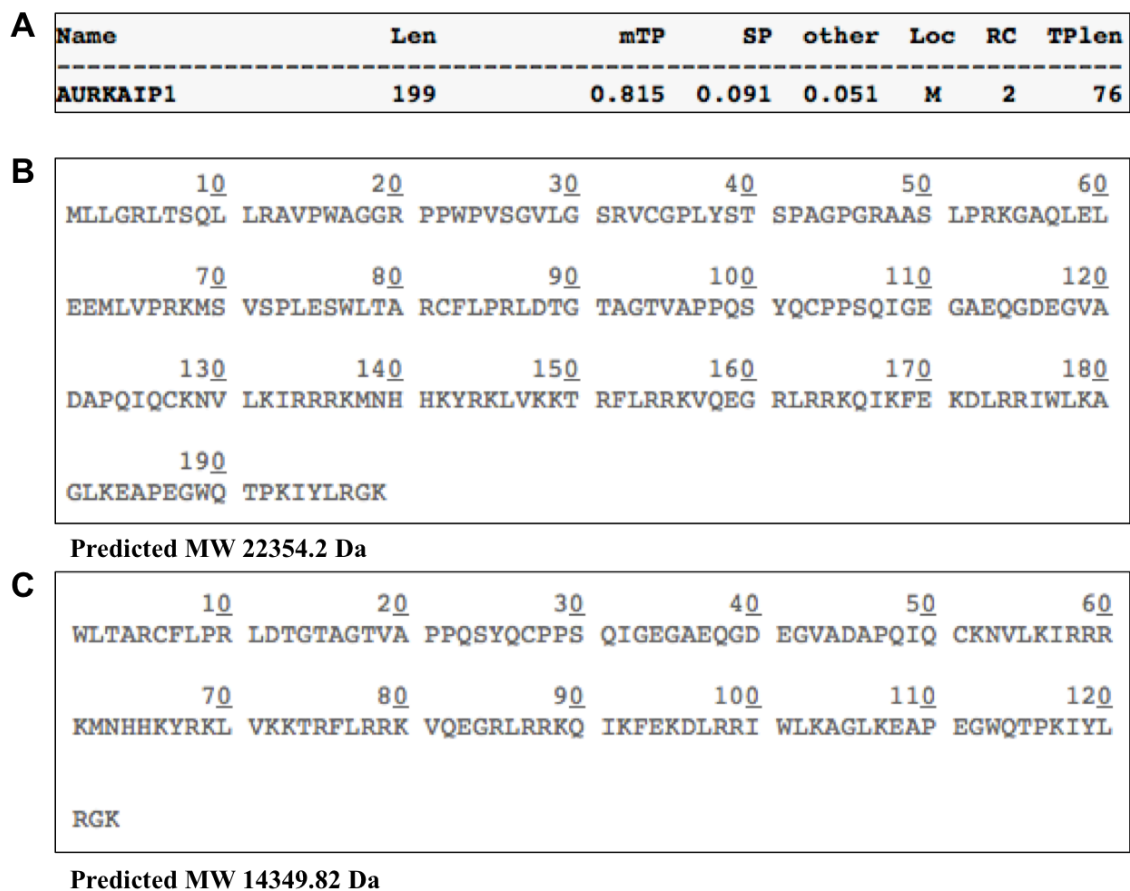 A
Name Len mTP SP other Loc RC TPlen
----------------------------------------------------------------------
AURKAIP1 199 0.815 0.091 0.051 M 2 76
B
10 20 30 40 50 60
MLLGRLTSQL LRAVPWAGGR PPWPVSGVLG SRVCGPLYST SPAGPGRAAS LPRKGAQLEL
70 80 90 100 110 120
EEMLVPRKMS VSPLESWLTA RCFLPRLDTG TAGTVAPPQS YQCPPSQIGE GAEQGDEGVA
130 140 150 160 170 180
DAPQIQCKNV LKIRRRKMNH HKYRKLVKKT RFLRRKVQEG RLRRKQIKFE KDLRRIWLKA
190
GLKEAPEGWQ TPKIYLRGK
Predicted MW 22354.2 Da
C
10 20 30 40 50 60
WLTARCFLPR LDTGTAGTVA PPQSYQCPPS QIGEGAEQGD EGVADAPQIQ CKNVLKIRRR
70 80 90 100 110 120
KMNHHKYRKL VKKTRFLRRK VQEGRLRRKQ IKFEKDLRRI WLKAGLKEAP EGWQTPKIYL
RGK
Predicted MW 14349.82 Da